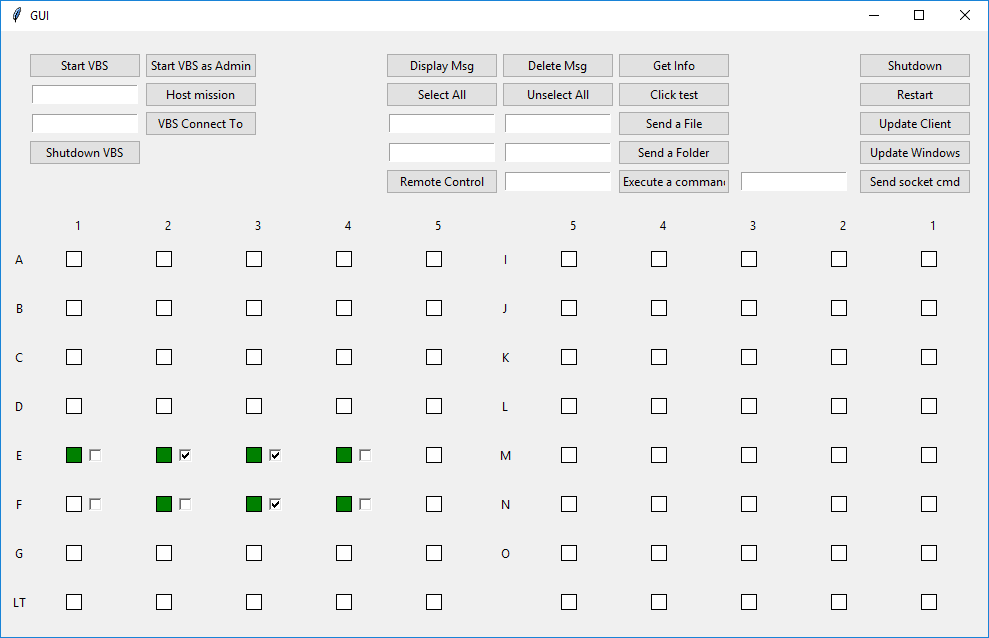 GUI
Start VBS Start VBS as Admin Display Msg Delete Msg Get Info Shutdown
Host mission Select All Unselect All Click test Restart
VBS Connect To Send a File Update Client
Shutdown VBS Send a Folder Update Windows
Remote Control Execute a comman Send socket cmd
1 2 3 4 5 5 4 3 2 1
A I
B J
C K
D L
E M
F N
G O
LT